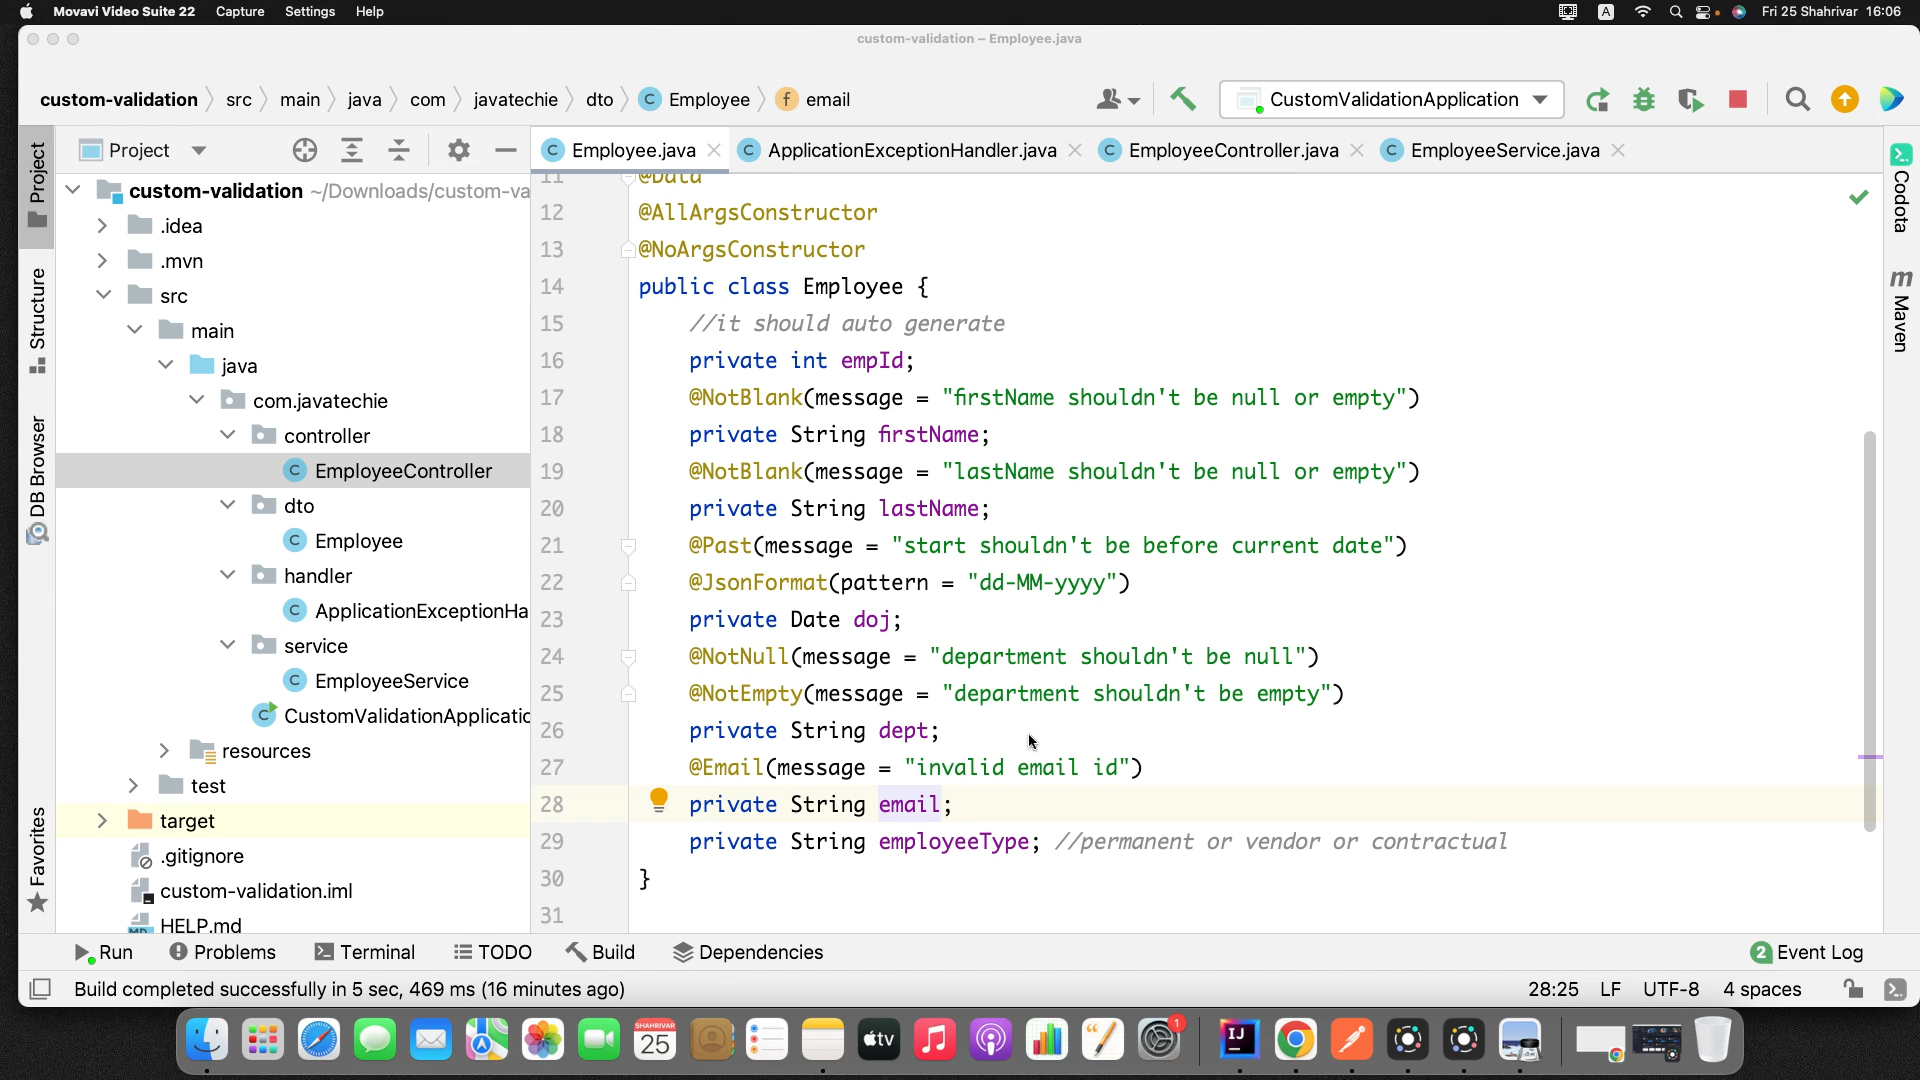 Movavi Video Suite 22 Capture Settings Help
A Fri 25 Shahrivar 16:06
custom-validation – Employee.java
custom-validation src main java com javatechie dto C Employee f email
CustomValidationApplication
Project
Employee.java ApplicationExceptionHandler.java EmployeeController.java EmployeeService.java
Project
Structure
DB Browser
Favorites
custom-validation ~/Downloads/custom-va
.idea
.mvn
src
main
java
com.javatechie
controller
EmployeeController
dto
Employee
handler
ApplicationExceptionHa
service
EmployeeService
CustomValidationApplicatio
resources
test
target
.gitignore
custom-validation.iml
HELP.md
11 @Data
12 @AllArgsConstructor
13 @NoArgsConstructor
14 public class Employee {
15 //it should auto generate
16 private int empId;
17 @NotBlank(message = "firstName shouldn't be null or empty")
18 private String firstName;
19 @NotBlank(message = "lastName shouldn't be null or empty")
20 private String lastName;
21 @Past(message = "start shouldn't be before current date")
22 @JsonFormat(pattern = "dd-MM-yyyy")
23 private Date doj;
24 @NotNull(message = "department shouldn't be null")
25 @NotEmpty(message = "department shouldn't be empty")
26 private String dept;
27 @Email(message = "invalid email id")
28 private String email;
29 private String employeeType; //permanent or vendor or contractual
30 }
31
Codota
m Maven
Run Problems Terminal TODO Build Dependencies 2 Event Log
Build completed successfully in 5 sec, 469 ms (16 minutes ago) 28:25 LF UTF-8 4 spaces
SHAHRIVAR
25
tv
1
IJ